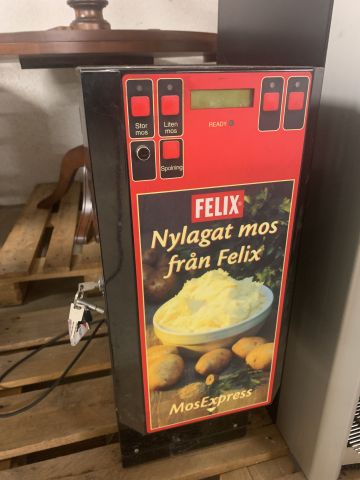 Stor
mos
Liten
mos
READY
Spolning
FELIX
Nylagat mos
från Felix
MosExpress